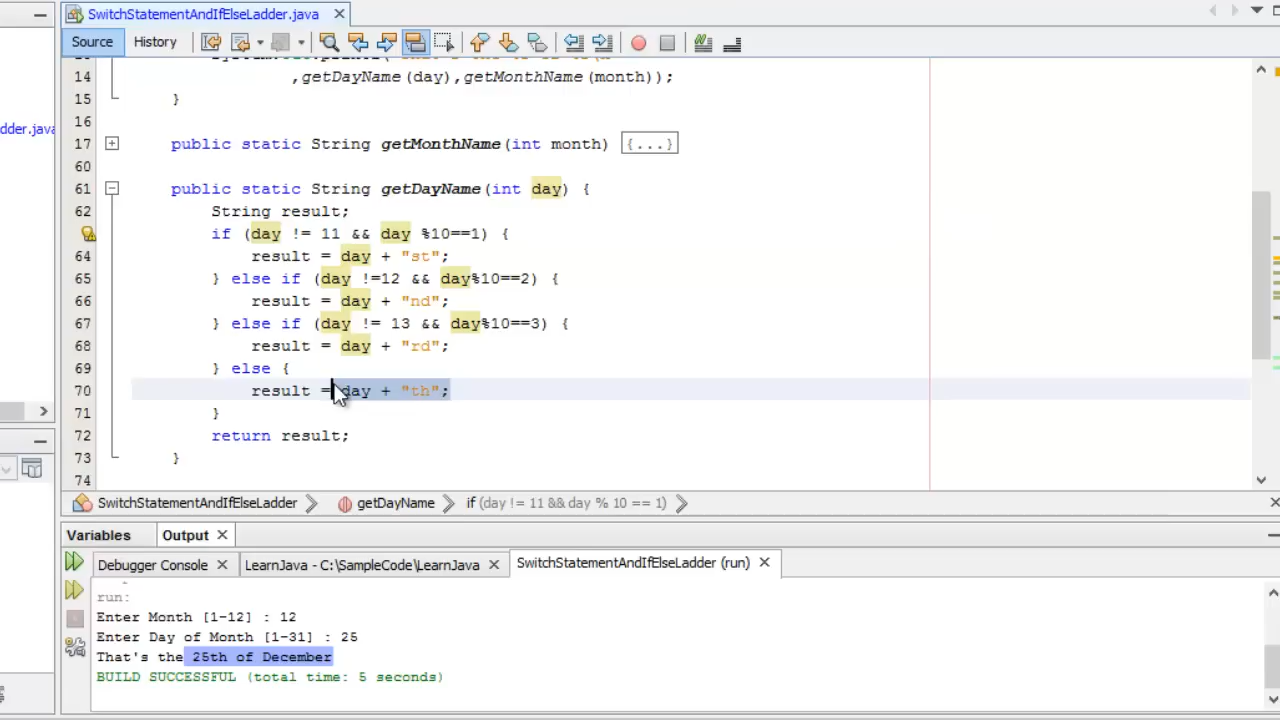 SwitchStatementAndIfElseLadder.java
Source History
14 ,getDayName(day),getMonthName(month));
15 }
16
dder.java
17 public static String getMonthName(int month) {...}
60
61 public static String getDayName(int day) {
62 String result;
if (day != 11 && day %10==1) {
64 result = day + "st";
65 } else if (day !=12 && day%10==2) {
66 result = day + "nd";
67 } else if (day != 13 && day%10==3) {
68 result = day + "rd";
69 } else {
70 result = day + "th";
71 }
72 return result;
73 }
74
SwitchStatementAndIfElseLadder getDayName if (day != 11 && day % 10 == 1)
Variables Output
Debugger Console LearnJava - C:\SampleCode\LearnJava SwitchStatementAndIfElseLadder (run)
run:
Enter Month [1-12] : 12
Enter Day of Month [1-31] : 25
That's the 25th of December
BUILD SUCCESSFUL (total time: 5 seconds)